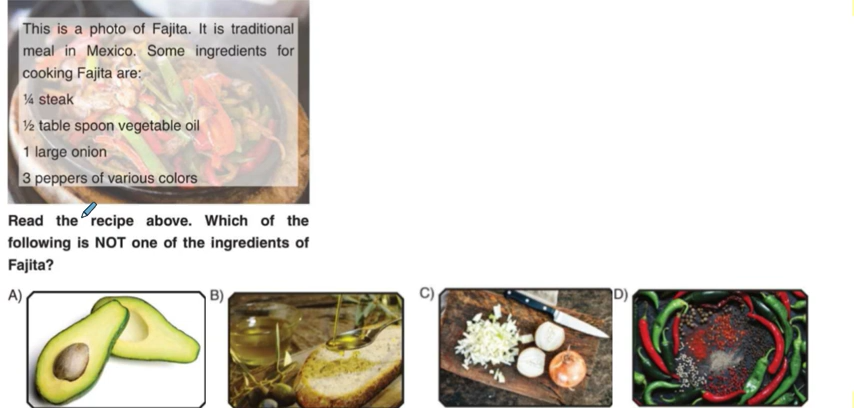 This is a photo of Fajita. It is traditional
meal in Mexico. Some ingredients for
cooking Fajita are:
¼ steak
½ table spoon vegetable oil
1 large onion
3 peppers of various colors
Read the recipe above. Which of the
following is NOT one of the ingredients of
Fajita?
A) B) C) D)